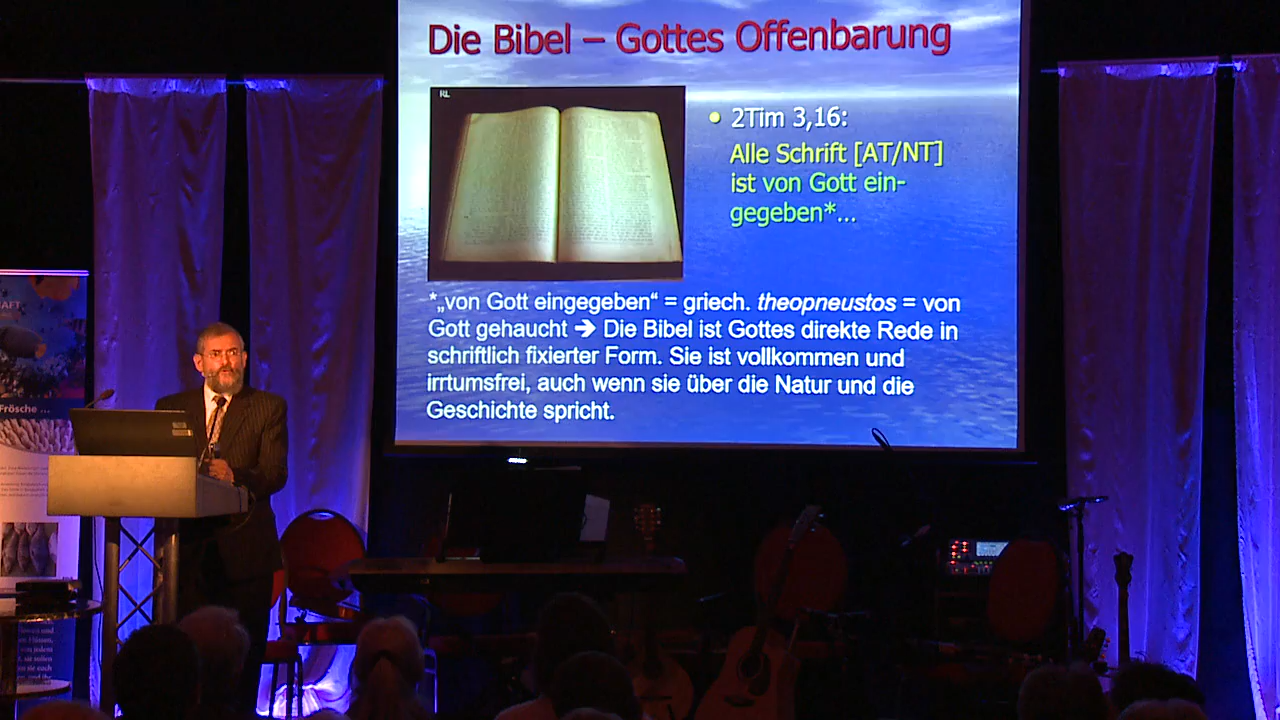 Die Bibel – Gottes Offenbarung
RL
• 2Tim 3,16:
Alle Schrift [AT/NT]
ist von Gott ein-
gegeben*...
*„von Gott eingegeben“ = griech. theopneustos = von
Gott gehaucht ➔ Die Bibel ist Gottes direkte Rede in
schriftlich fixierter Form. Sie ist vollkommen und
irrtumsfrei, auch wenn sie über die Natur und die
Geschichte spricht.
Frösche ...